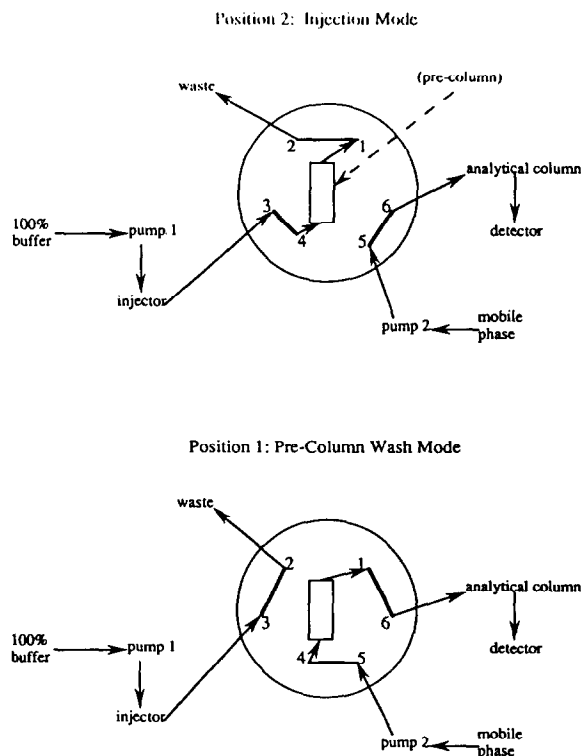 Position 2: Injection Mode
(pre-column)
waste
2
1
analytical column
3
6
100%
buffer
pump 1
4
5
detector
injector
mobile
phase
pump 2
Position 1: Pre-Column Wash Mode
waste
2
1
analytical column
3
6
100%
buffer
pump 1
4
5
detector
injector
mobile
phase
pump 2